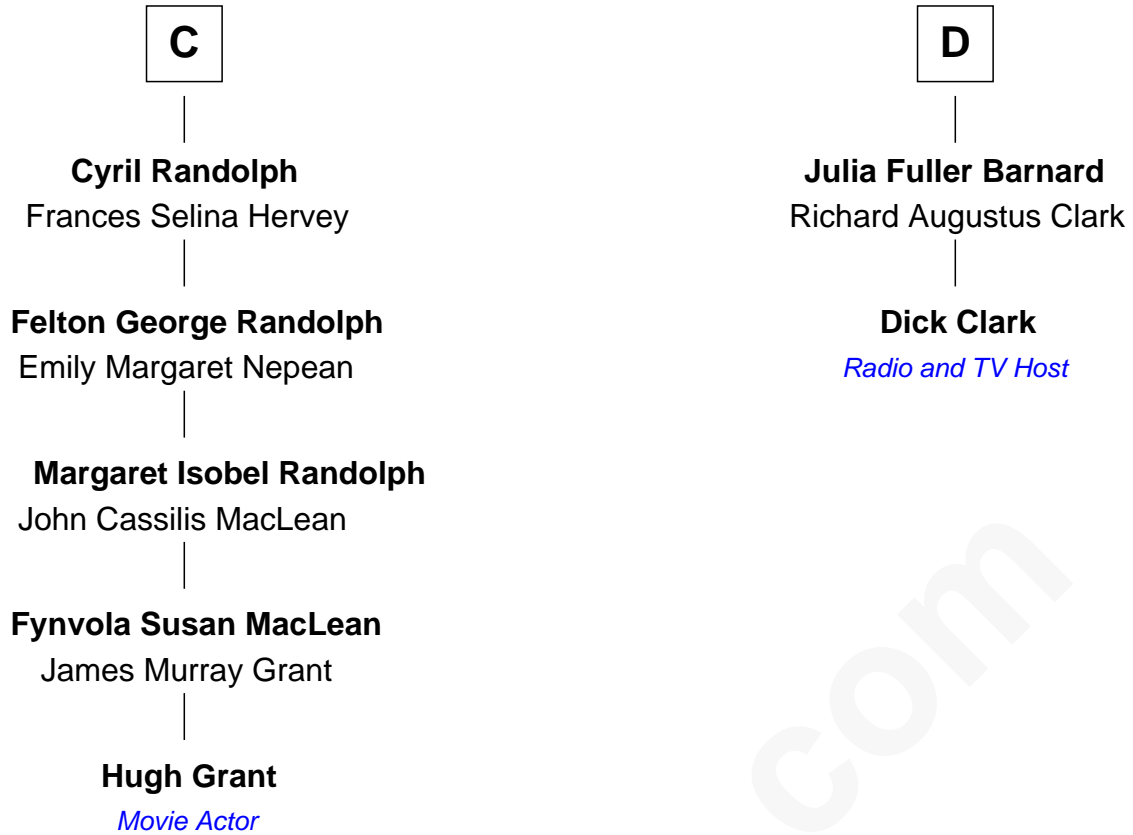 C
Cyril Randolph
Frances Selina Hervey
Felton George Randolph
Emily Margaret Nepean
Margaret Isobel Randolph
John Cassilis MacLean
Fynvola Susan MacLean
James Murray Grant
Hugh Grant
Movie Actor
D
Julia Fuller Barnard
Richard Augustus Clark
Dick Clark
Radio and TV Host
com